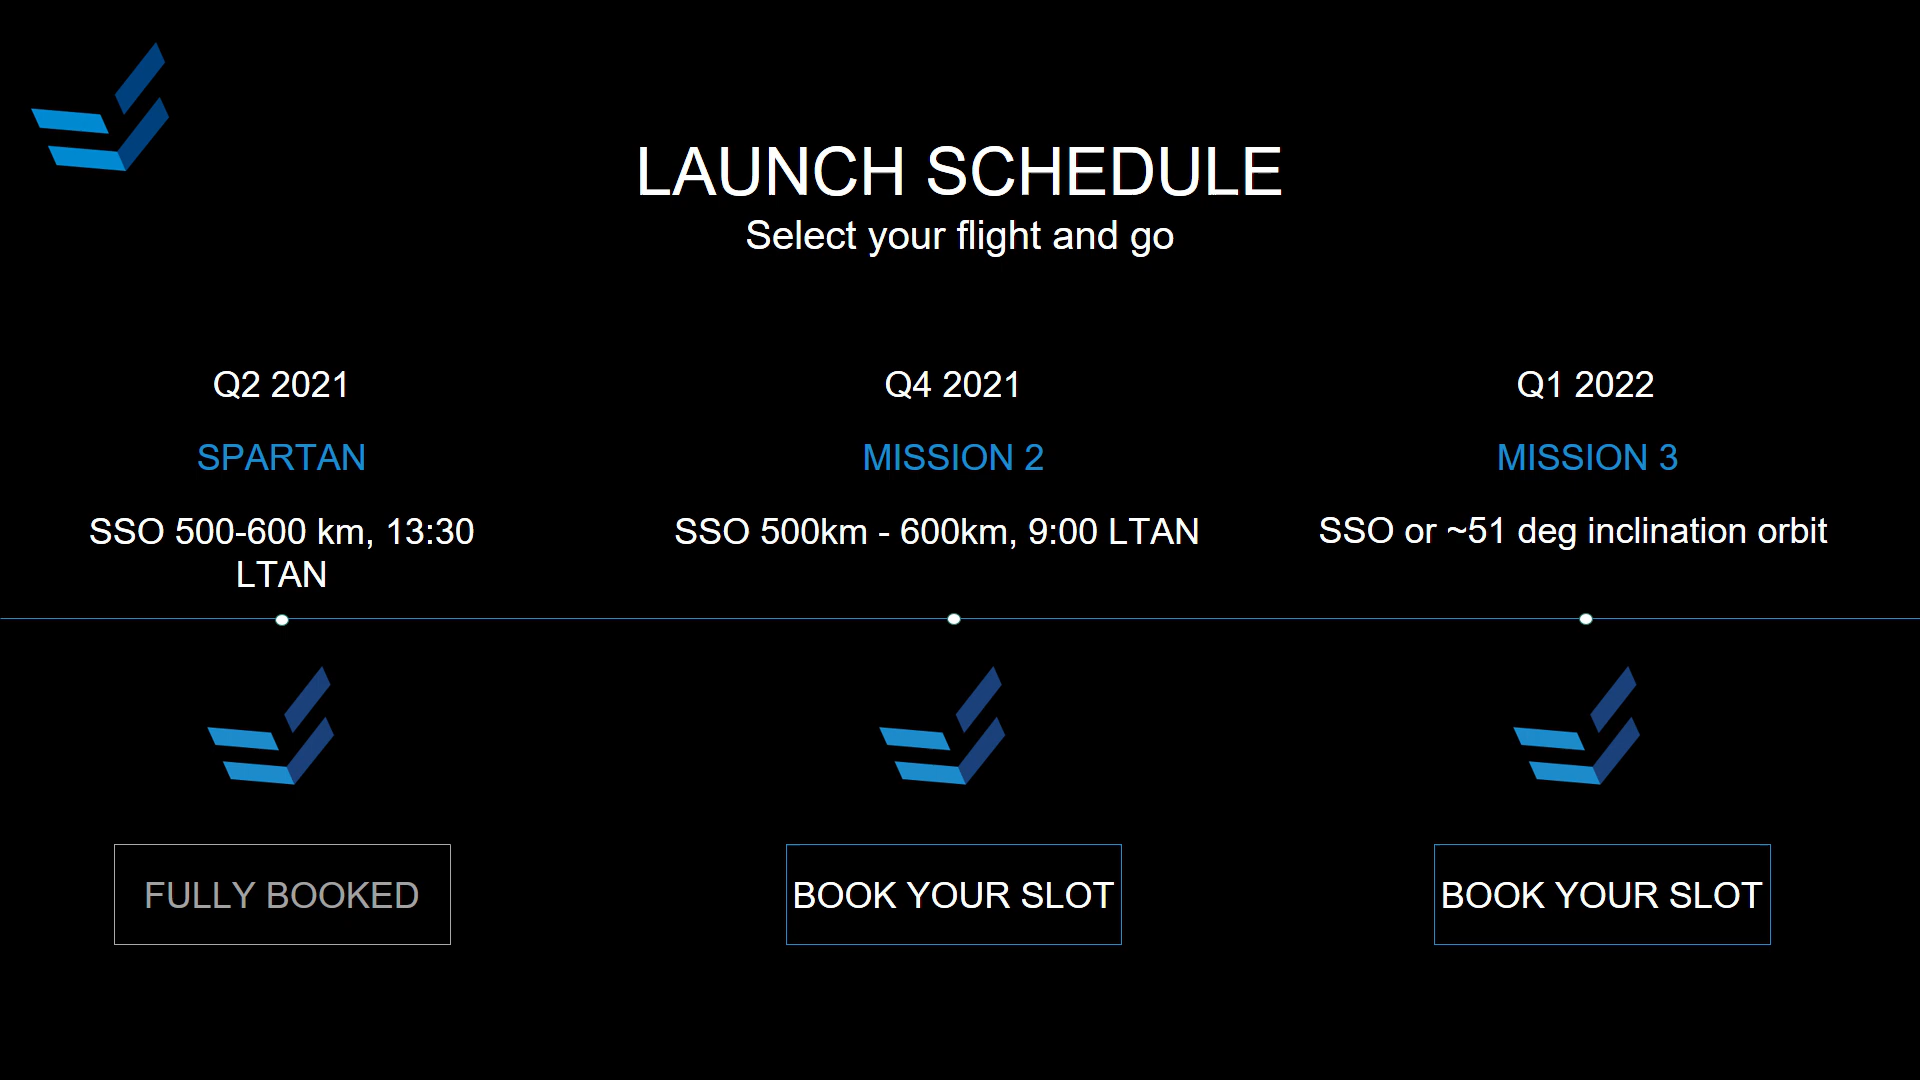 LAUNCH SCHEDULE
Select your flight and go
Q2 2021
SPARTAN
SSO 500-600 km, 13:30
LTAN
FULLY BOOKED
Q4 2021
MISSION 2
SSO 500km - 600km, 9:00 LTAN
BOOK YOUR SLOT
Q1 2022
MISSION 3
SSO or ~51 deg inclination orbit
BOOK YOUR SLOT